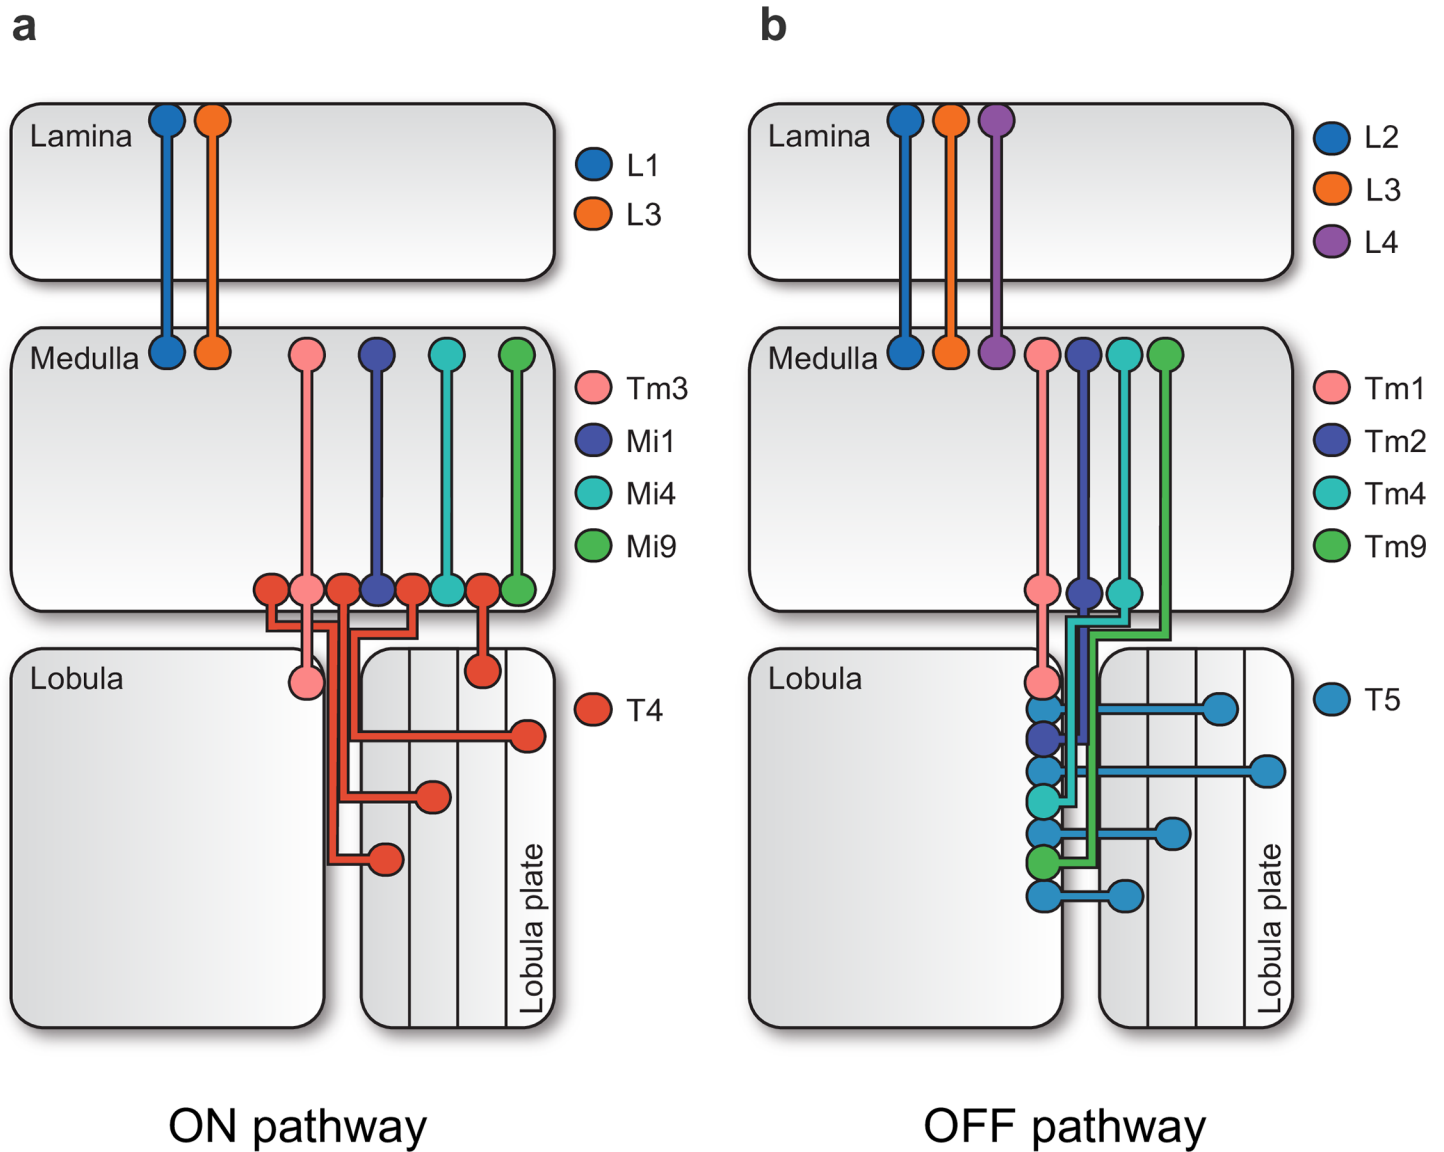 a
Lamina
L1
L3
Medulla
Tm3
Mi1
Mi4
Mi9
Lobula
T4
Lobula plate
ON pathway
b
Lamina
L2
L3
L4
Medulla
Tm1
Tm2
Tm4
Tm9
Lobula
T5
Lobula plate
OFF pathway